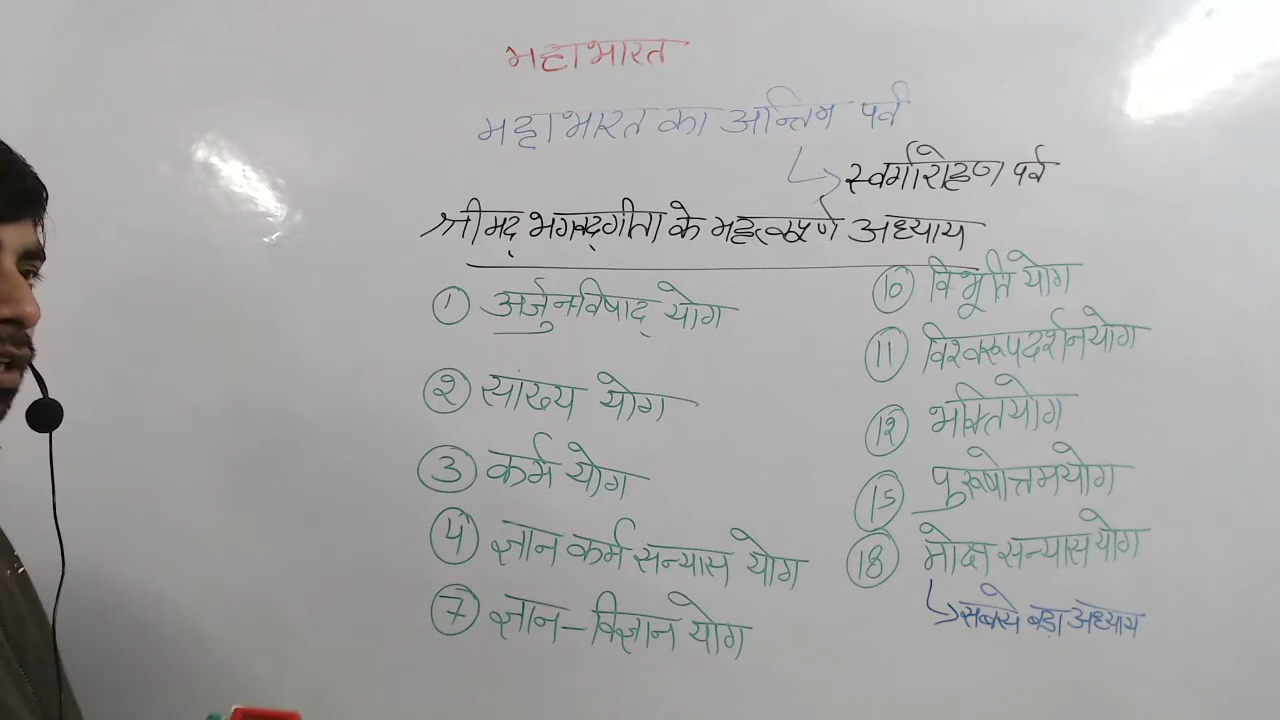 महाभारत
महाभारत का अन्तिम पर्व
स्वर्गारोहण पर्व
श्रीमद् भगवद्गीता के महत्वपूर्ण अध्याय
① अर्जुनविषाद् योग
② सांख्य योग
③ कर्म योग
④ ज्ञान कर्म सन्यास योग
⑦ ज्ञान-विज्ञान योग
⑩ विभूति योग
⑪ विश्वरूपदर्शनयोग
⑫ भक्तियोग
⑮ पुरूषोत्तमयोग
⑱ मोक्ष सन्यासयोग
सबसे बड़ा अध्याय